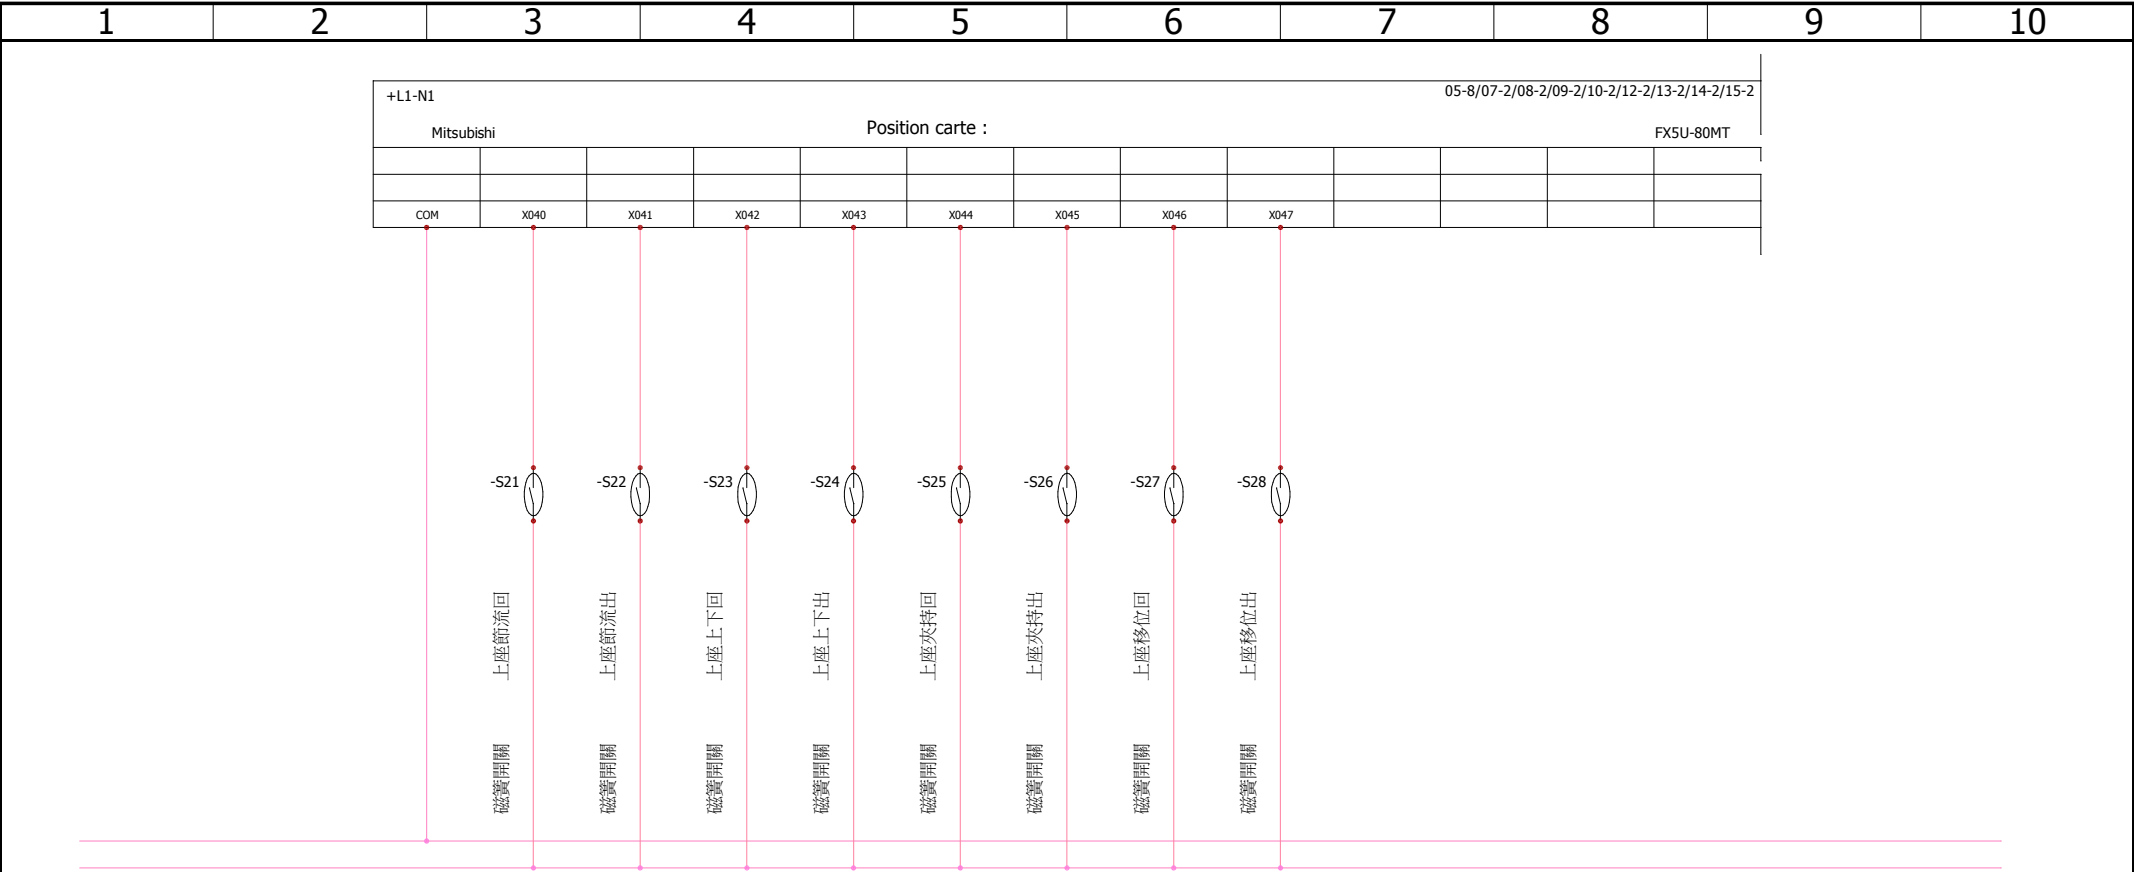 1 2 3 4 5 6 7 8 9 10
+L1-N1 05-8/07-2/08-2/09-2/10-2/12-2/13-2/14-2/15-2
Mitsubishi Position carte : FX5U-80MT
COM X040 X041 X042 X043 X044 X045 X046 X047
-S21 -S22 -S23 -S24 -S25 -S26 -S27 -S28
上座節流回
上座節流出
上座上下回
上座上下出
上座夾持回
上座夾持出
上座移位回
上座移位出
磁簧開關
磁簧開關
磁簧開關
磁簧開關
磁簧開關
磁簧開關
磁簧開關
磁簧開關